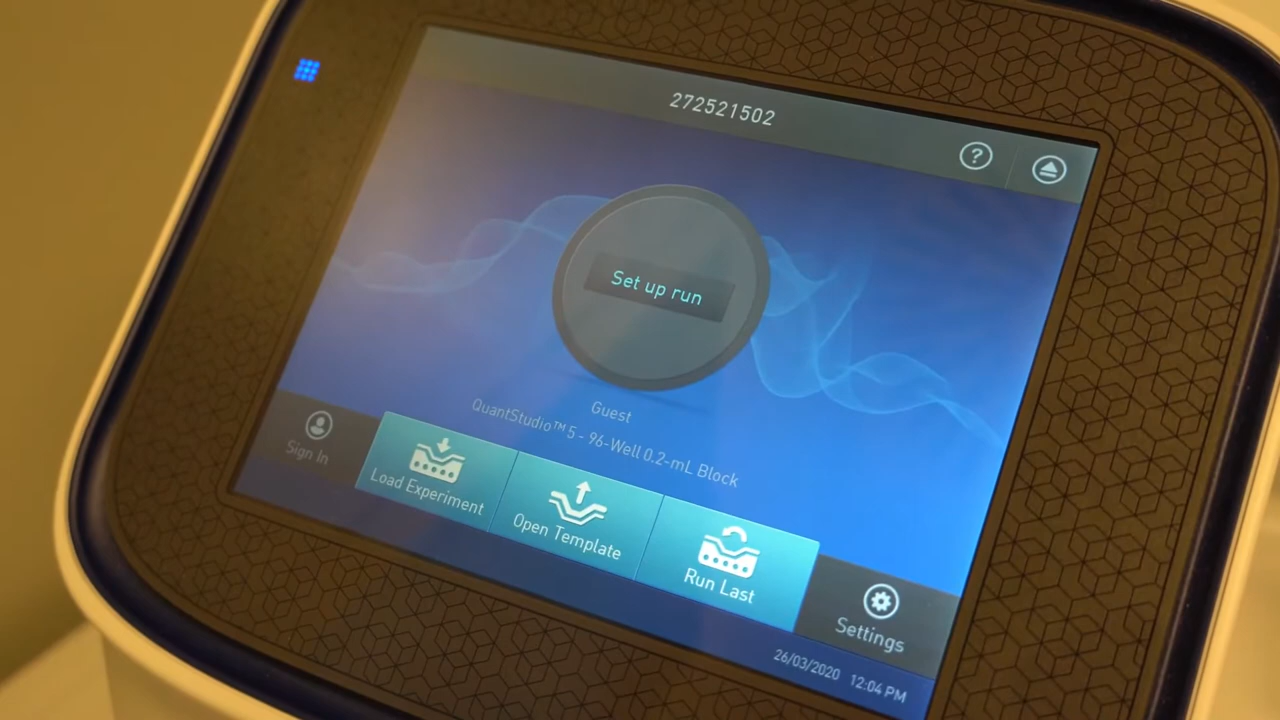 272521502
?
Set up run
Guest
QuantStudio™ 5 - 96-Well 0.2-mL Block
Sign In
Load Experiment
Open Template
Run Last
Settings
26/03/2020 12:04 PM